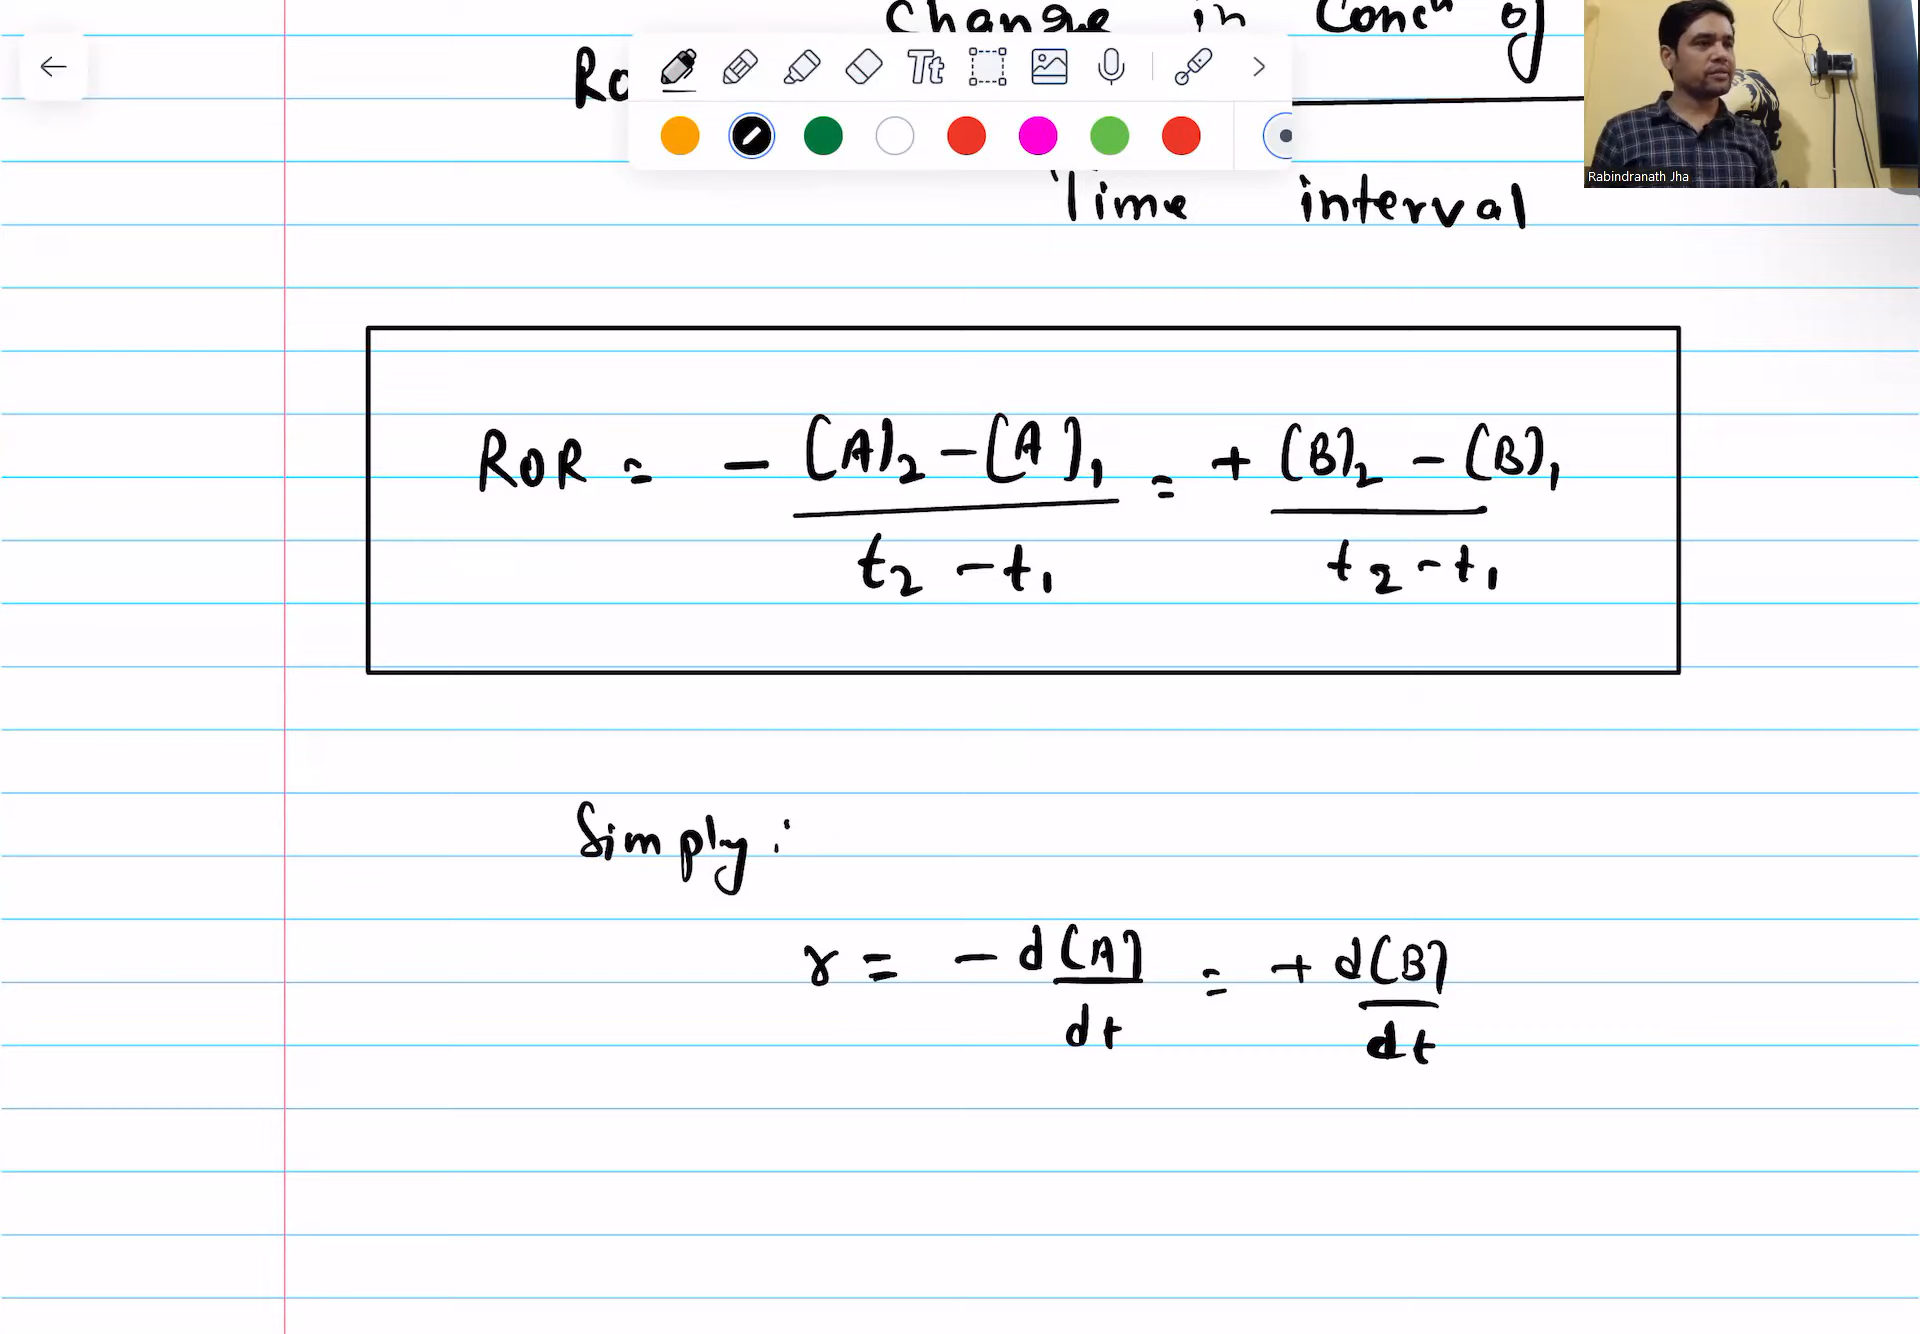 Change in Concn of
Tt
Time interval
Rabindranath Jha
ROR = - [A]2 - [A]1 / t2 - t1 = + [B]2 - [B]1 / t2 - t1
Simply:
r = - d[A] / dt = + d[B] / dt